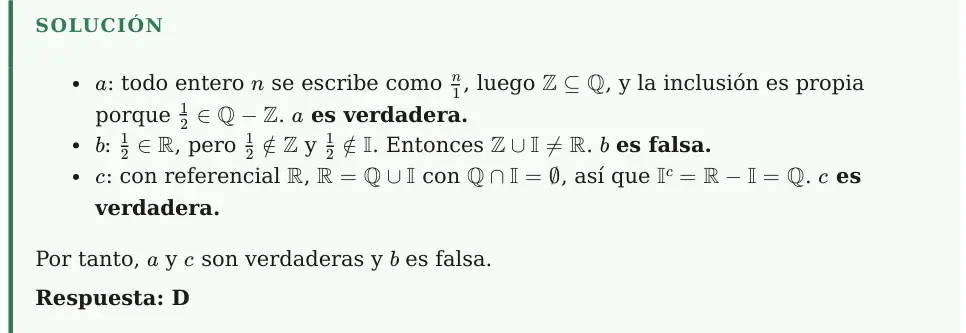 SOLUCIÓN
• a: todo entero n se escribe como n/1, luego ℤ ⊆ ℚ, y la inclusión es propia
porque 1/2 ∈ ℚ − ℤ. a es verdadera.
• b: 1/2 ∈ ℝ, pero 1/2 ∉ ℤ y 1/2 ∉ 𝕀. Entonces ℤ ∪ 𝕀 ≠ ℝ. b es falsa.
• c: con referencial ℝ, ℝ = ℚ ∪ 𝕀 con ℚ ∩ 𝕀 = ∅, así que 𝕀ᶜ = ℝ − 𝕀 = ℚ. c es
verdadera.
Por tanto, a y c son verdaderas y b es falsa.
Respuesta: D